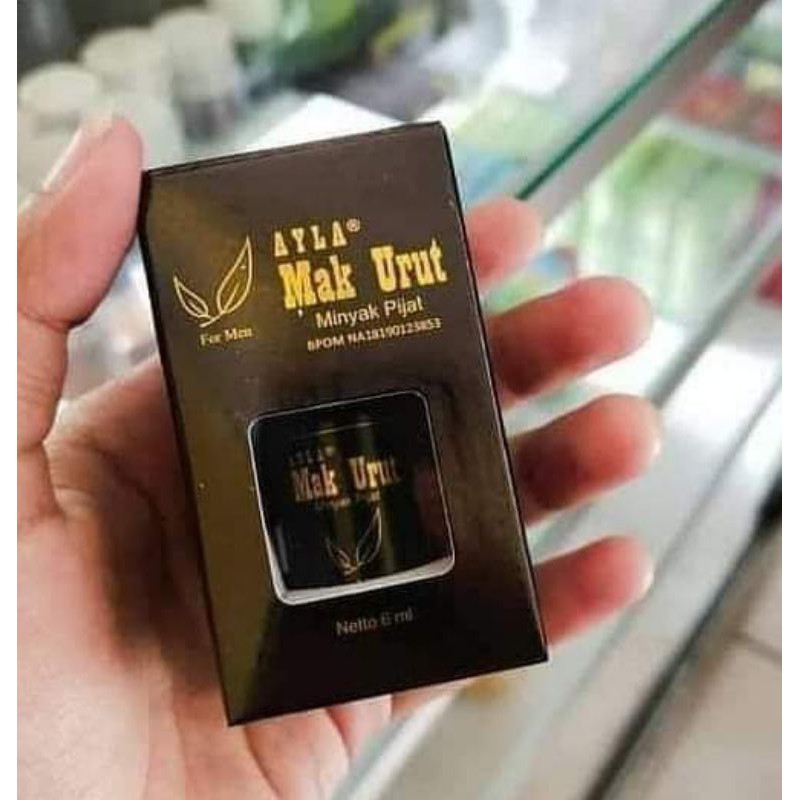 AYLA®
Mak Urut
Minyak Pijat
BPOM NA18190123853
For Men
AYLA®
Mak Urut
Minyak Pijat
Netto 6 ml